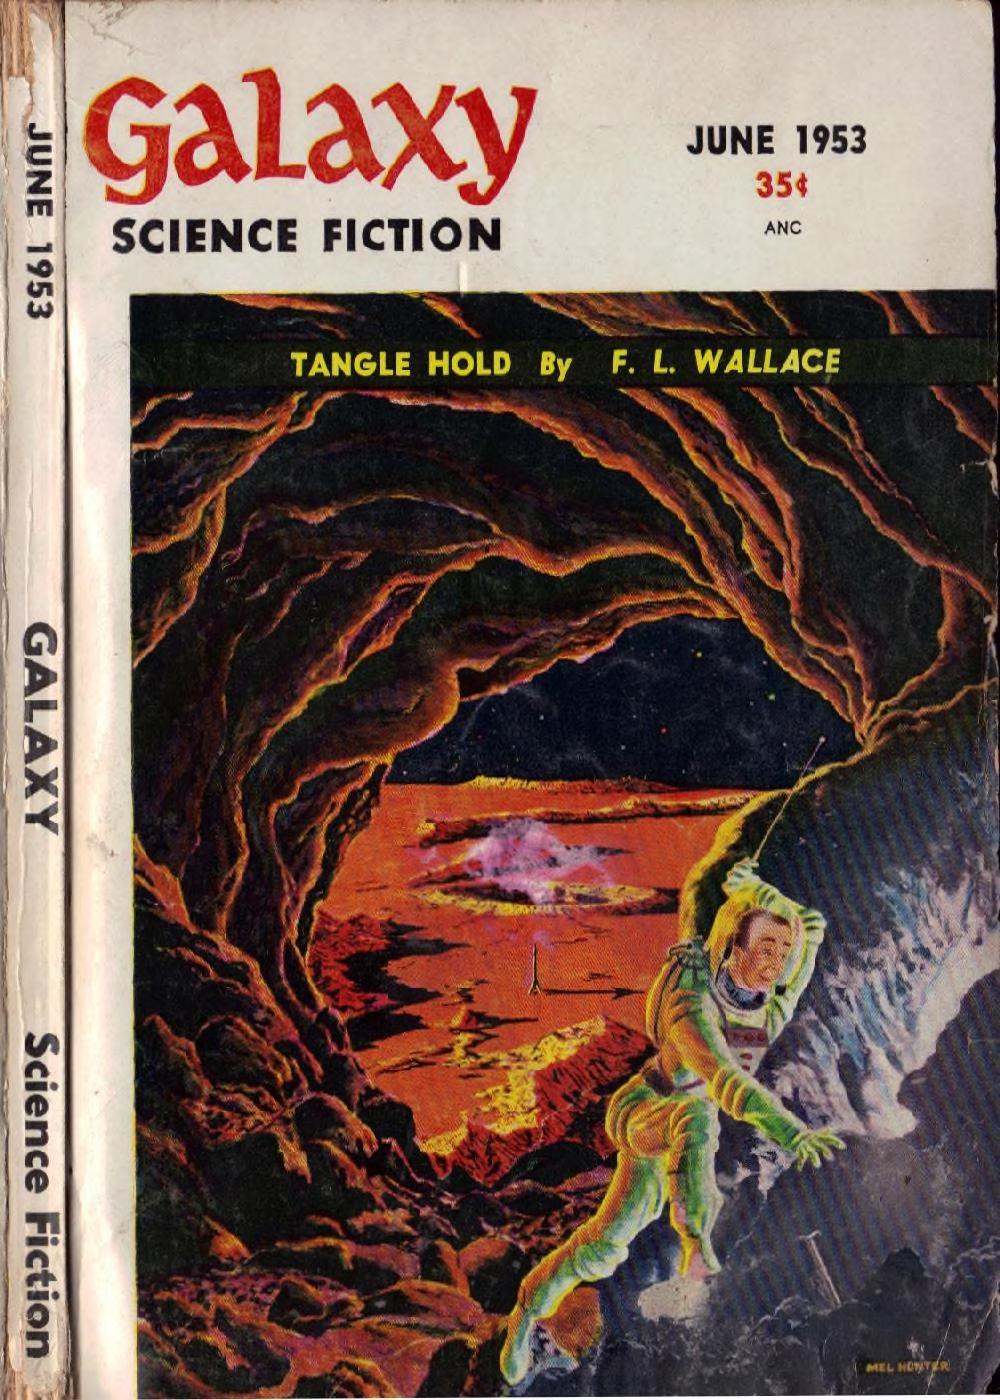 JUNE 1953
GALAXY
Science Fiction
Galaxy
SCIENCE FICTION
JUNE 1953
35¢
ANC
TANGLE HOLD By F. L. WALLACE
MEL HUNTER